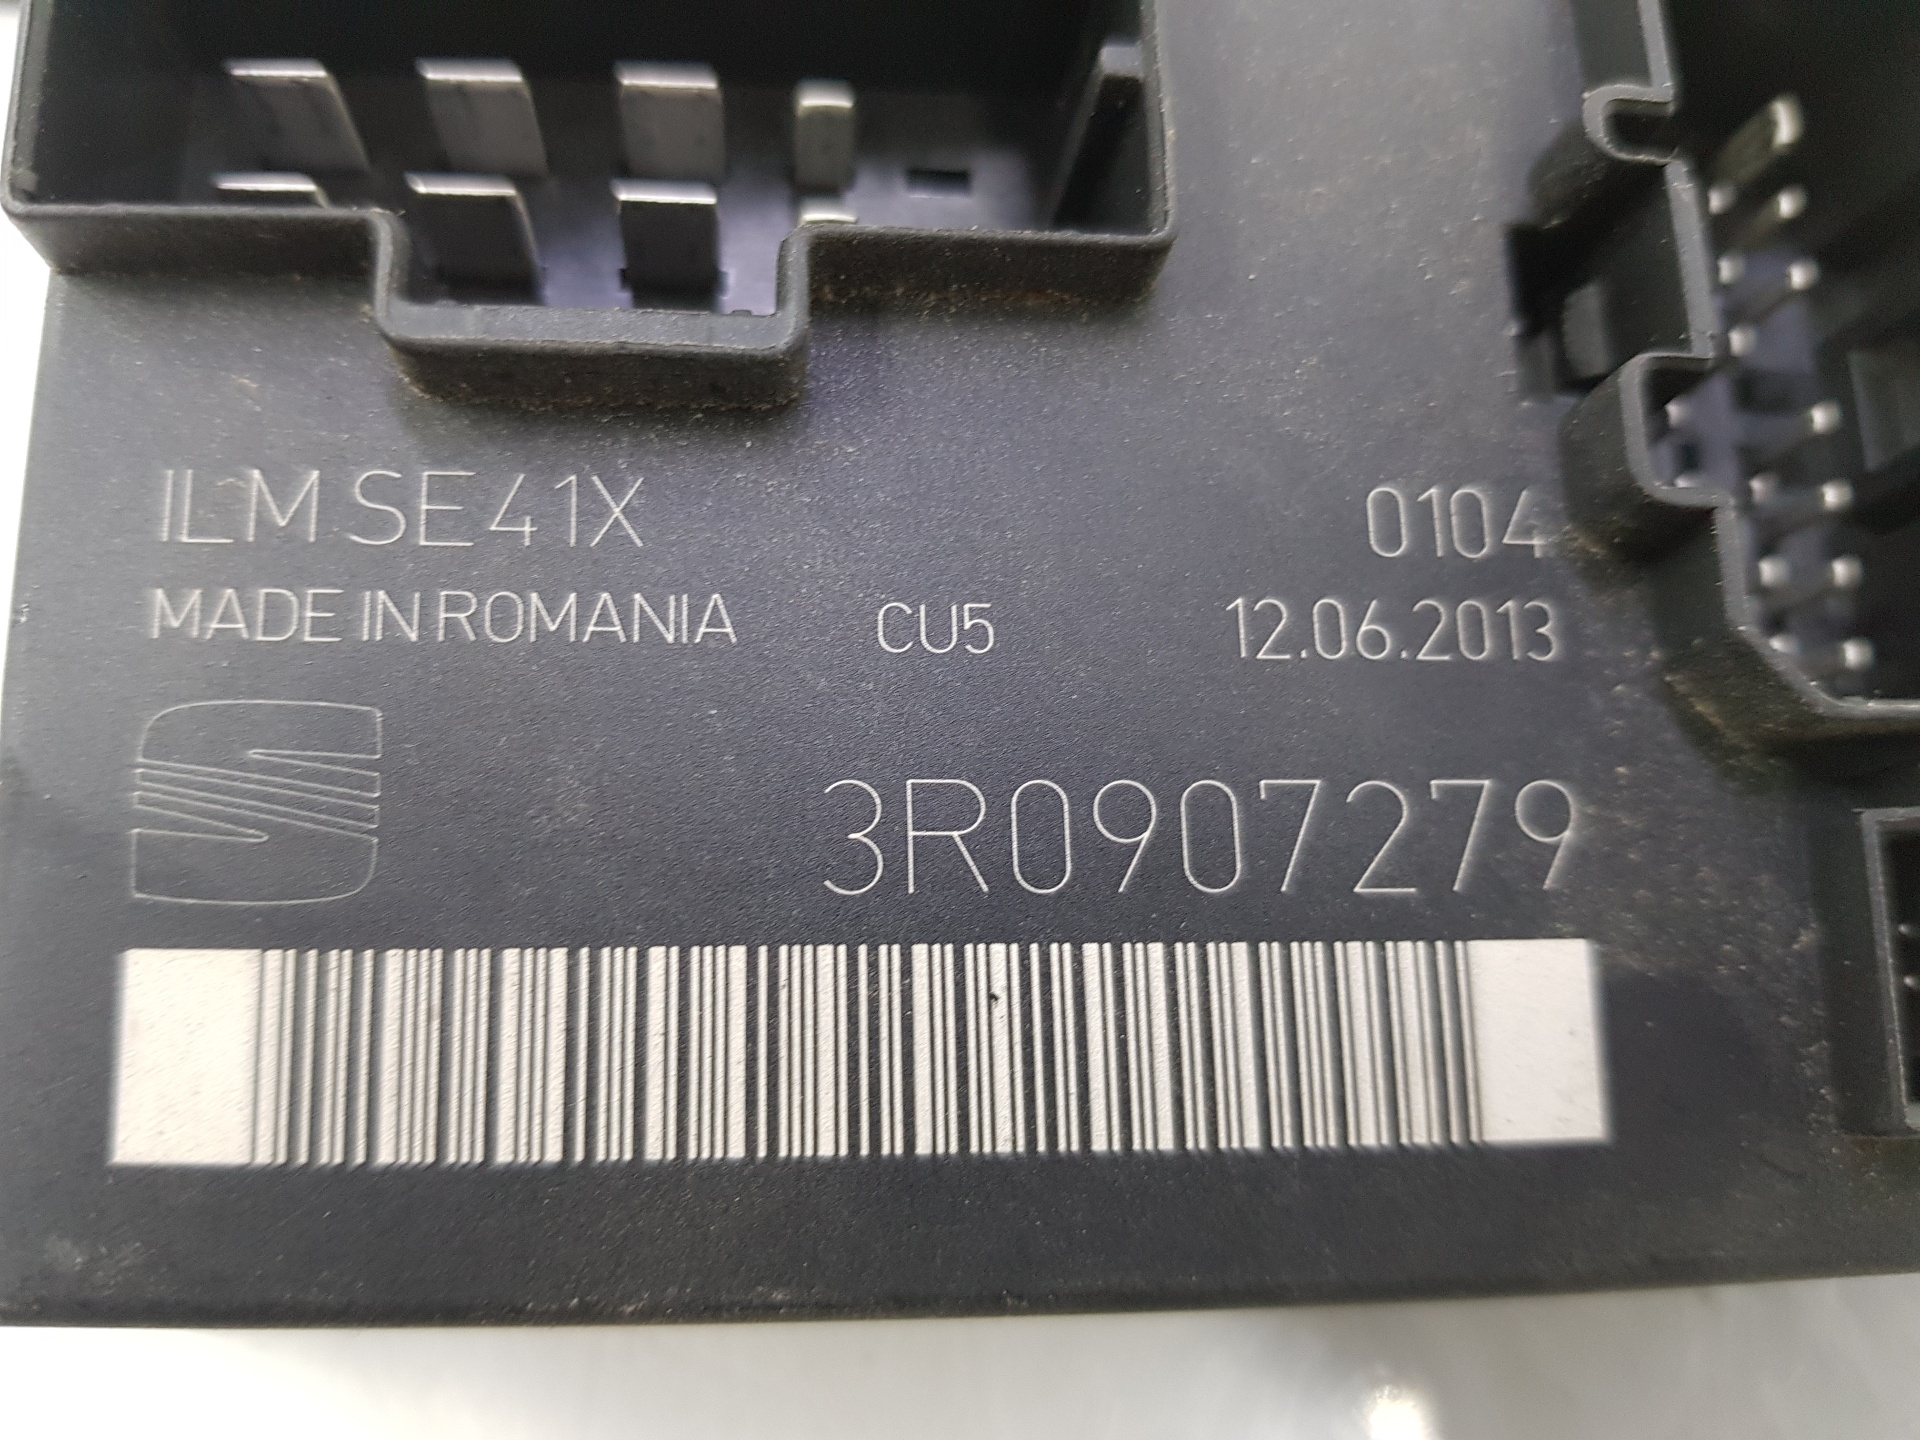 ILM SE41X 0104
MADE IN ROMANIA CU5 12.06.2013
3R0907279